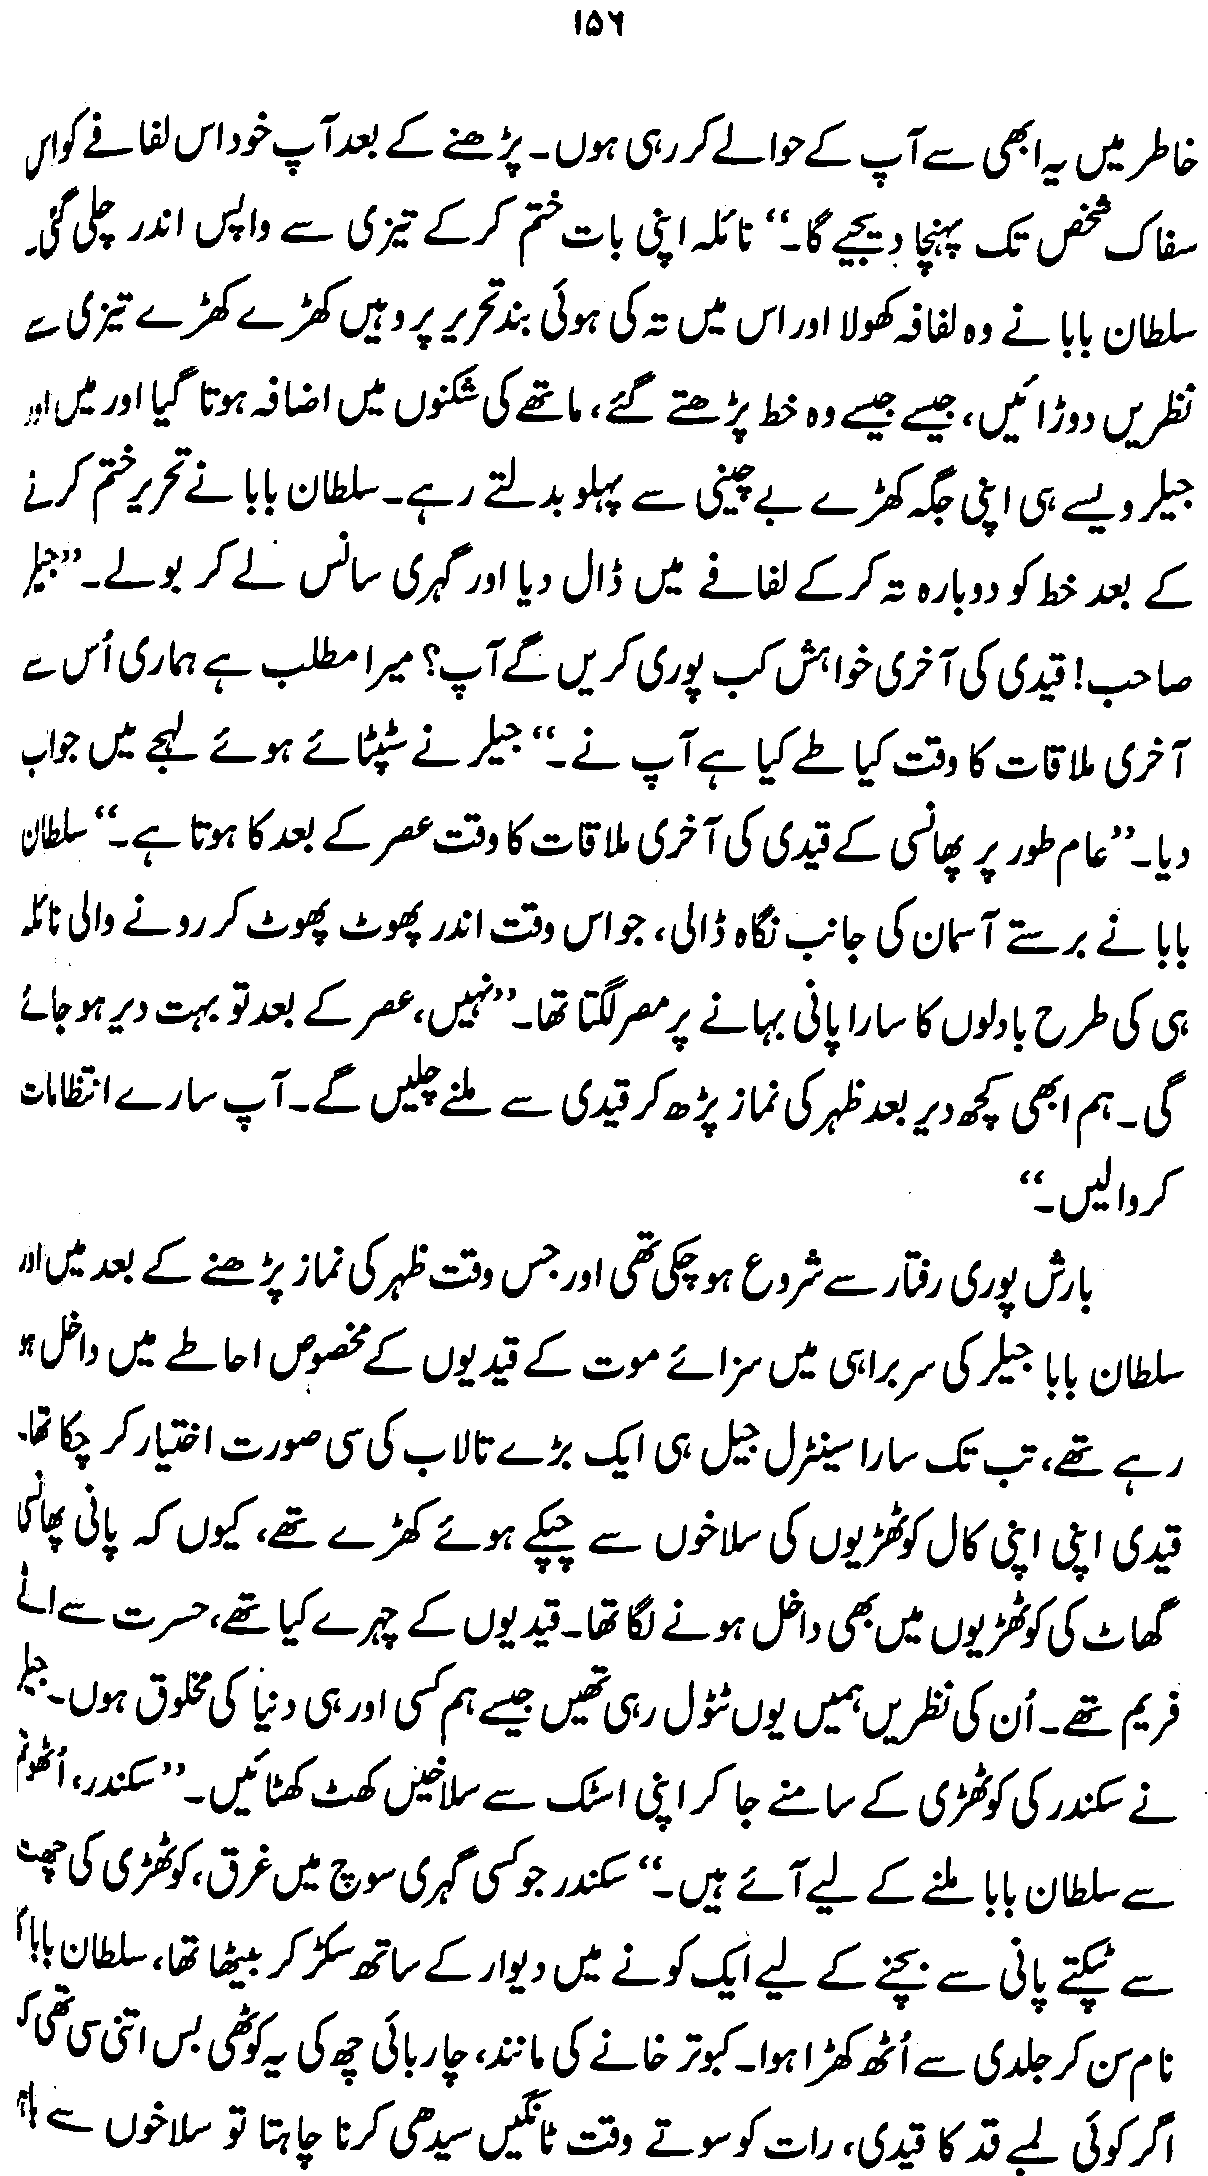 ۱۵۶
خاطر میں یہ ابھی سے آپ کے حوالے کر رہی ہوں۔ پڑھنے کے بعد آپ خود اس لفافے کو اس
سفاک شخص تک پہنچا دیجیے گا۔“ نائلہ اپنی بات ختم کر کے تیزی سے واپس اندر چلی گئی۔
سلطان بابا نے وہ لفافہ کھولا اور اس میں تہ کی ہوئی بند تحریر پر وہیں کھڑے کھڑے تیزی سے
نظریں دوڑائیں، جیسے جیسے وہ خط پڑھتے گئے، ماتھے کی شکنوں میں اضافہ ہوتا گیا اور میں اور
جیلر ویسے ہی اپنی جگہ کھڑے بے چینی سے پہلو بدلتے رہے۔ سلطان بابا نے تحریر ختم کرنے
کے بعد خط کو دوبارہ تہ کر کے لفافے میں ڈال دیا اور گہری سانس لے کر بولے۔ ”جیلر
صاحب! قیدی کی آخری خواہش کب پوری کریں گے آپ؟ میرا مطلب ہے ہماری اُس سے
آخری ملاقات کا وقت کیا طے کیا ہے آپ نے۔“ جیلر نے سٹپٹائے ہوئے لہجے میں جواب
دیا۔ ”عام طور پر پھانسی کے قیدی کی آخری ملاقات کا وقت عصر کے بعد کا ہوتا ہے۔“ سلطان
بابا نے برستے آسمان کی جانب نگاہ ڈالی، جو اس وقت اندر پھوٹ پھوٹ کر رونے والی نائلہ
ہی کی طرح بادلوں کا سارا پانی بہانے پر مصر لگتا تھا۔ ”نہیں، عصر کے بعد تو بہت دیر ہو جائے
گی۔ ہم ابھی کچھ دیر بعد ظہر کی نماز پڑھ کر قیدی سے ملنے چلیں گے۔ آپ سارے انتظامات
کروالیں۔“
بارش پوری رفتار سے شروع ہو چکی تھی اور جس وقت ظہر کی نماز پڑھنے کے بعد میں اور
سلطان بابا جیلر کی سربراہی میں سزائے موت کے قیدیوں کے مخصوص احاطے میں داخل ہو
رہے تھے، تب تک سارا سینٹرل جیل ہی ایک بڑے تالاب کی سی صورت اختیار کر چکا تھا۔
قیدی اپنی اپنی کال کوٹھڑیوں کی سلاخوں سے چپکے ہوئے کھڑے تھے، کیوں کہ پانی پھانسی
گھاٹ کی کوٹھڑیوں میں بھی داخل ہونے لگا تھا۔ قیدیوں کے چہرے کیا تھے، حسرت سے اٹے
فریم تھے۔ اُن کی نظریں ہمیں یوں ٹٹول رہی تھیں جیسے ہم کسی اور ہی دنیا کی مخلوق ہوں۔ جیلر
نے سکندر کی کوٹھڑی کے سامنے جا کر اپنی اسٹک سے سلاخیں کھٹ کھٹائیں۔ ”سکندر، اُٹھو تم
سے سلطان بابا ملنے کے لیے آئے ہیں۔“ سکندر جو کسی گہری سوچ میں غرق، کوٹھڑی کی چھت
سے ٹپکتے پانی سے بچنے کے لیے ایک کونے میں دیوار کے ساتھ سکڑ کر بیٹھا تھا، سلطان بابا کا
نام سن کر جلدی سے اُٹھ کھڑا ہوا۔ کبوتر خانے کی مانند، چار بائی چھ کی یہ کوٹھی بس اتنی سی تھی کہ
اگر کوئی لمبے قد کا قیدی، رات کو سوتے وقت ٹانگیں سیدھی کرنا چاہتا تو سلاخوں سے باہر